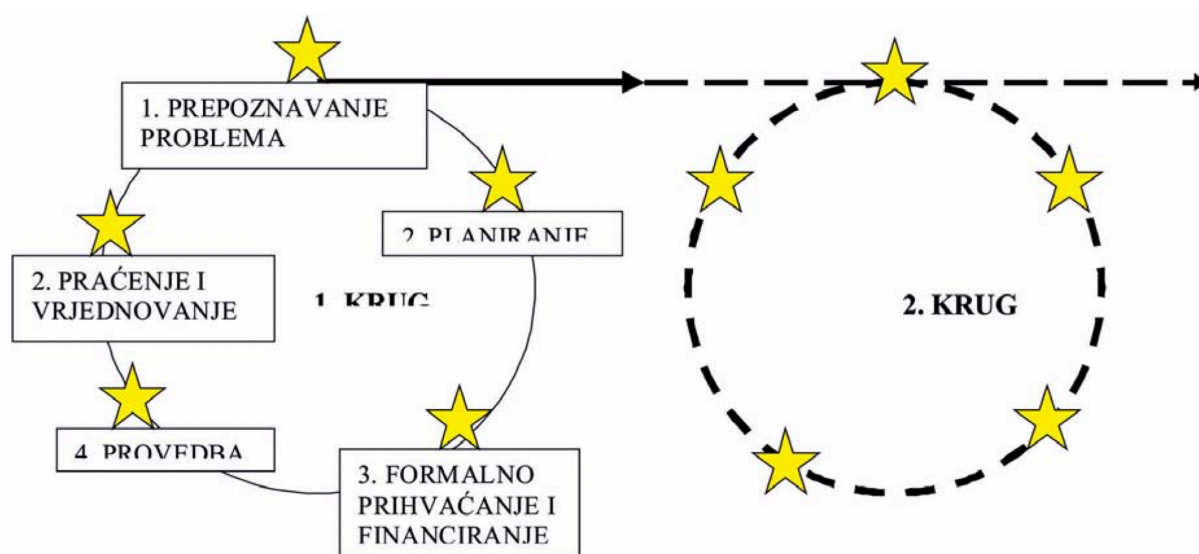 1. PREPOZNAVANJE
PROBLEMA
2. PLANIRANJE
2. PRAĆENJE I
VRJEDNOVANJE
1. KRUG
2. KRUG
4. PROVEDBA
3. FORMALNO
PRIHVAĆANJE I
FINANCIRANJE